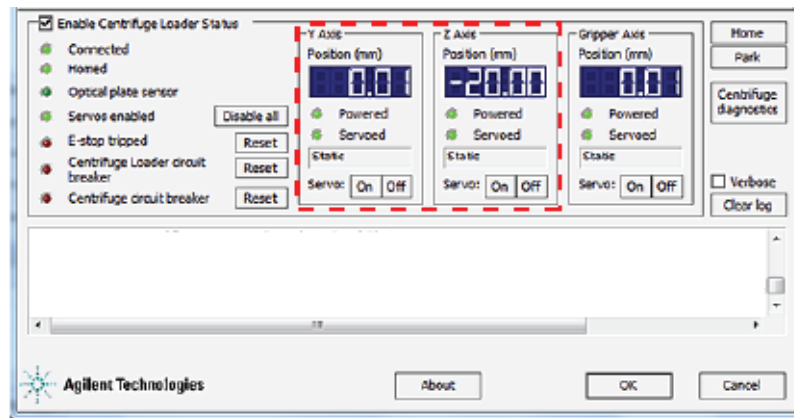 Enable Centrifuge Loader Status
Connected
Homed
Optical plate sensor
Servos enabled
Disable all
E-stop tripped
Reset
Centrifuge Loader circuit
breaker
Reset
Centrifuge circuit breaker
Reset
Y Axis
Position (mm)
0.01
Powered
Servoed
Static
Servo: On Off
Z Axis
Position (mm)
-20.00
Powered
Servoed
Static
Servo: On Off
Gripper Axis
Position (mm)
0.01
Powered
Servoed
Static
Servo: On Off
Home
Park
Centrifuge
diagnostics
Verbose
Clear log
Agilent Technologies
About
OK
Cancel